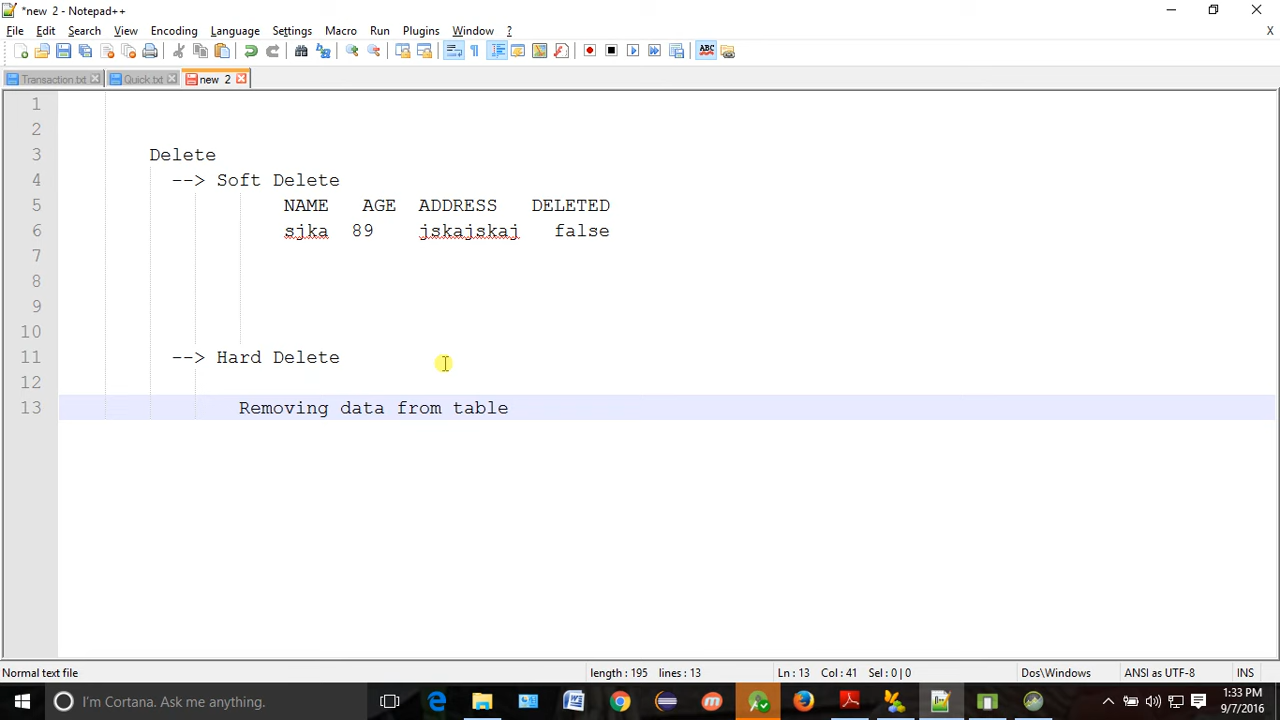 *new 2 - Notepad++
File Edit Search View Encoding Language Settings Macro Run Plugins Window ? X
ABC
Transaction.txt Quick.txt new 2
1
2
3 Delete
4 --> Soft Delete
5 NAME AGE ADDRESS DELETED
6 sjka 89 jskajskaj false
7
8
9
10
11 --> Hard Delete
12
13 Removing data from table
Normal text file length : 195 lines : 13 Ln : 13 Col : 41 Sel : 0 | 0 Dos\Windows ANSI as UTF-8 INS
I'm Cortana. Ask me anything. 1:33 PM
9/7/2016